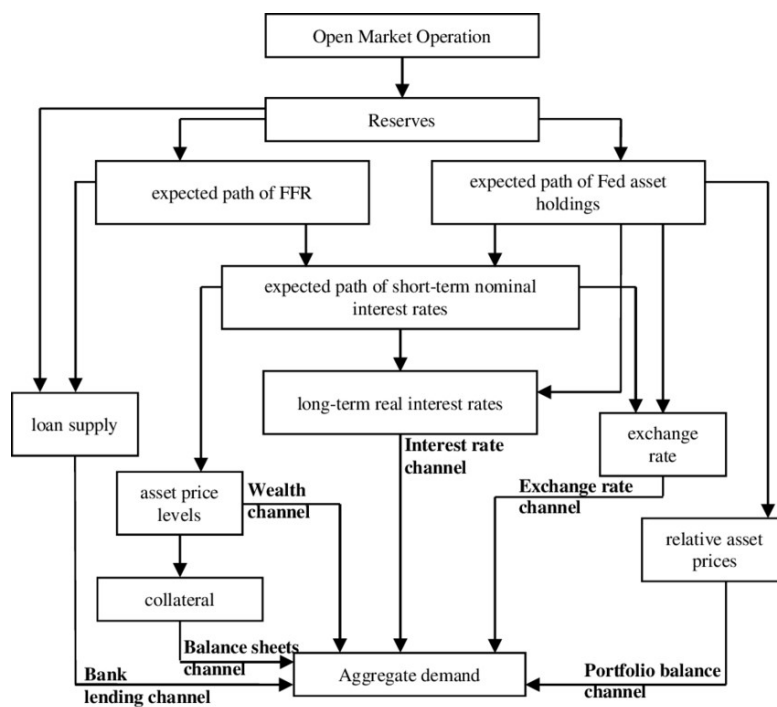 Open Market Operation
Reserves
expected path of FFR
expected path of Fed asset
holdings
expected path of short-term nominal
interest rates
long-term real interest rates
loan supply
exchange
rate
Interest rate
channel
asset price
levels
Wealth
channel
Exchange rate
channel
relative asset
prices
collateral
Balance sheets
channel
Aggregate demand
Bank
lending channel
Portfolio balance
channel